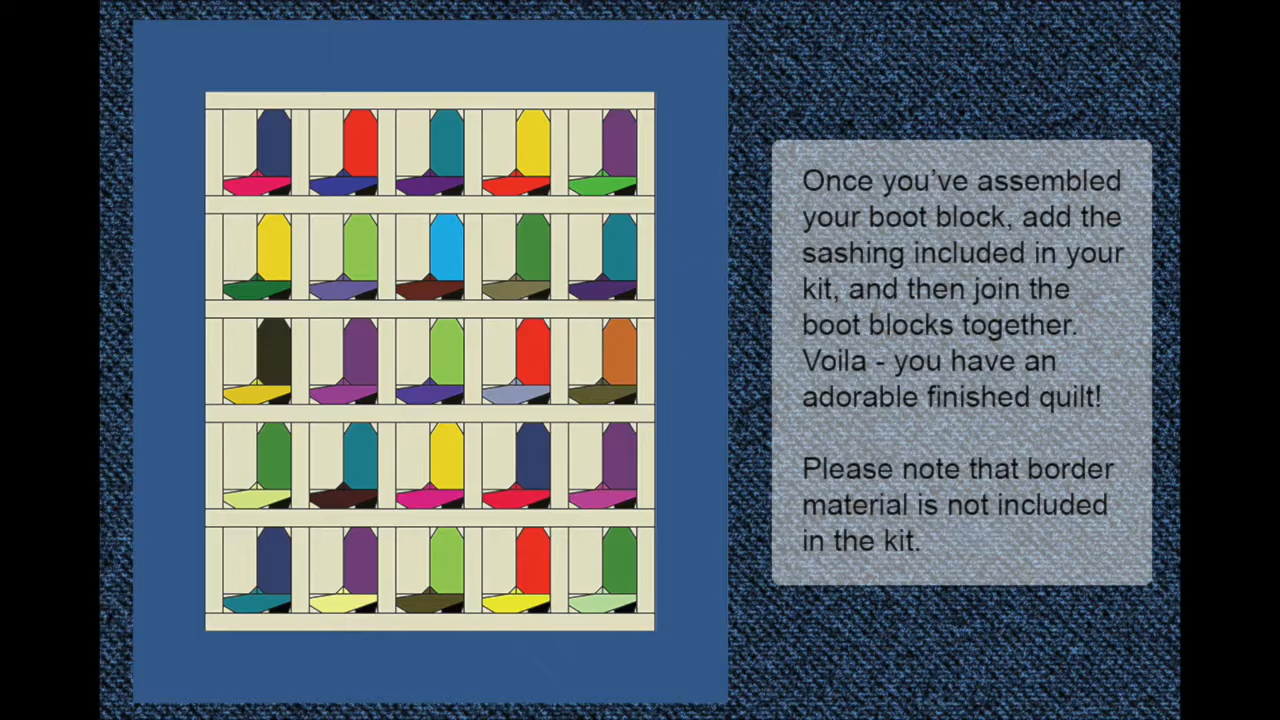 Once you’ve assembled
your boot block, add the
sashing included in your
kit, and then join the
boot blocks together.
Voila - you have an
adorable finished quilt!
Please note that border
material is not included
in the kit.